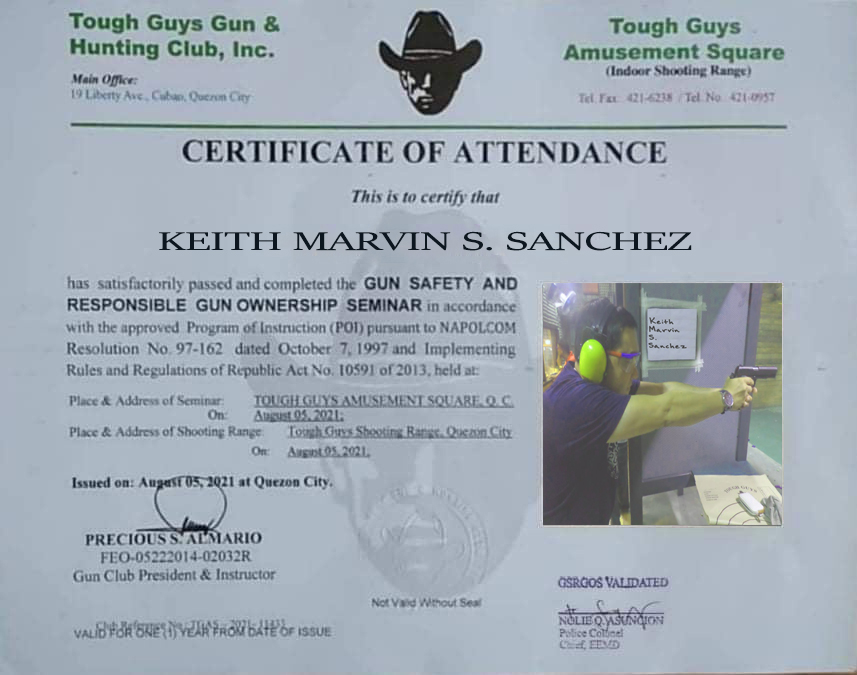 Tough Guys Gun &
Hunting Club, Inc.
Main Office:
19 Liberty Ave., Cubao, Quezon City
Tough Guys
Amusement Square
(Indoor Shooting Range)
Tel. Fax: 421-6238 / Tel. No. 421-0957
CERTIFICATE OF ATTENDANCE
This is to certify that
KEITH MARVIN S. SANCHEZ
has satisfactorily passed and completed the GUN SAFETY AND
RESPONSIBLE GUN OWNERSHIP SEMINAR in accordance
with the approved Program of Instruction (POI) pursuant to NAPOLCOM
Resolution No. 97-162 dated October 7, 1997 and Implementing
Rules and Regulations of Republic Act No. 10591 of 2013, held at:
Place & Address of Seminar: TOUGH GUYS AMUSEMENT SQUARE, Q. C.
On: August 05, 2021;
Place & Address of Shooting Range: Tough Guys Shooting Range, Quezon City
On: August 05, 2021.
Keith
Marvin
S.
Sanchez
TOUGH GUYS
Issued on: August 05, 2021 at Quezon City.
PRECIOUS S. ALMARIO
FEO-05222014-02032R
Gun Club President & Instructor
Not Valid Without Seal
Club Reference No.
VALID FOR ONE (1) YEAR FROM DATE OF ISSUE
GSRGOS VALIDATED
NOLIE Q. ASUNCION
Police Colonel
Chief, EEMD